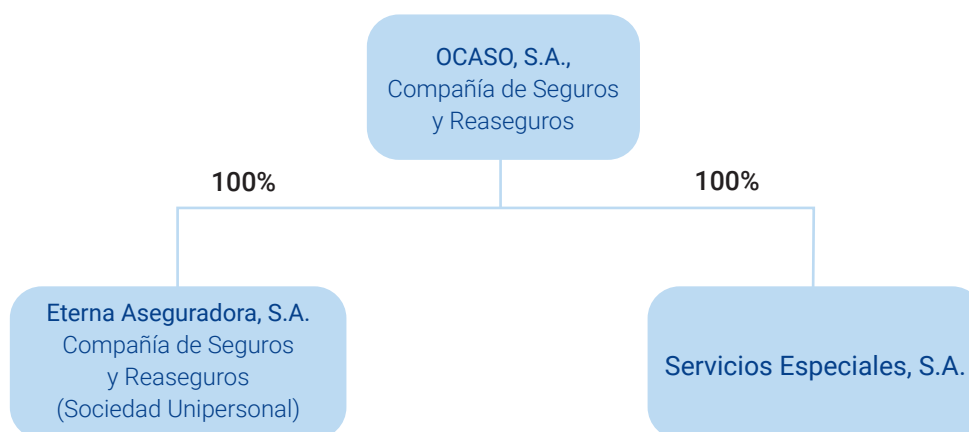 OCASO, S.A.,
Compañía de Seguros
y Reaseguros
100%
100%
Eterna Aseguradora, S.A.
Compañía de Seguros
y Reaseguros
(Sociedad Unipersonal)
Servicios Especiales, S.A.